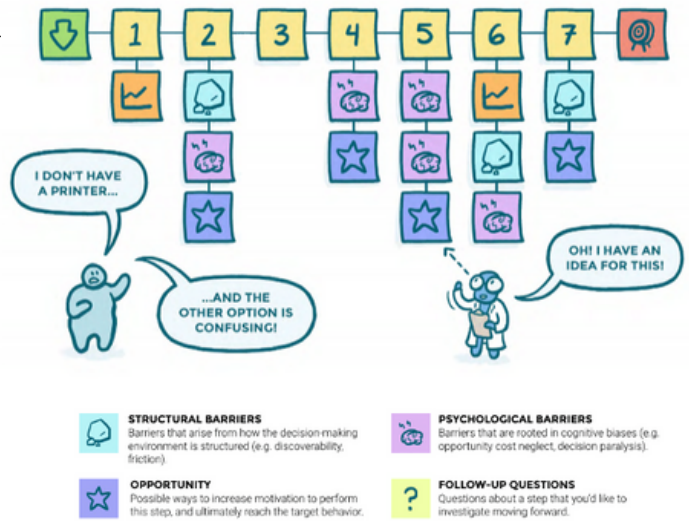 1 2 3 4 5 6 7
I DON'T HAVE
A PRINTER...
...AND THE
OTHER OPTION IS
CONFUSING!
OH! I HAVE AN
IDEA FOR THIS!
STRUCTURAL BARRIERS
Barriers that arise from how the decision-making
environment is structured (e.g. discoverability,
friction).
PSYCHOLOGICAL BARRIERS
Barriers that are rooted in cognitive biases (e.g.
opportunity cost neglect, decision paralysis).
OPPORTUNITY
Possible ways to increase motivation to perform
this step, and ultimately reach the target behavior.
?
FOLLOW-UP QUESTIONS
Questions about a step that you'd like to
investigate moving forward.